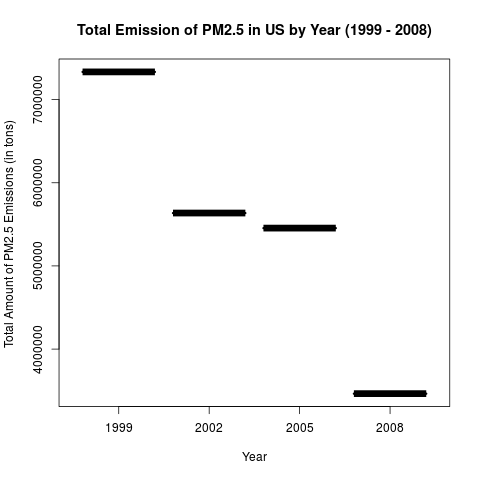 Total Emission of PM2.5 in US by Year (1999 - 2008)
Total Amount of PM2.5 Emissions (in tons)
7000000
6000000
5000000
4000000
1999 2002 2005 2008
Year